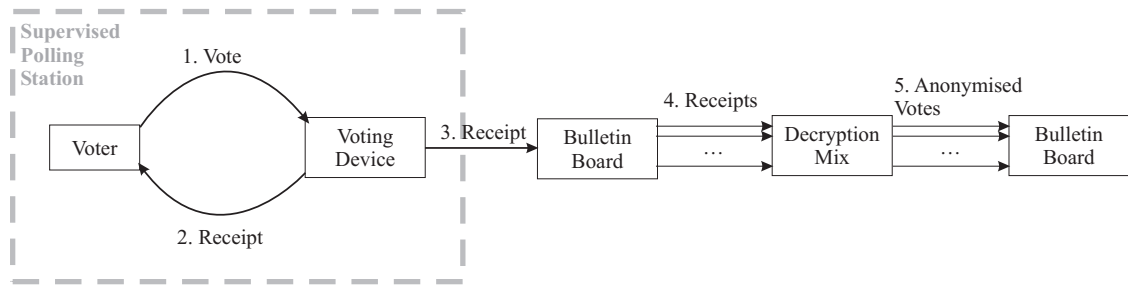 Supervised
Polling
Station
1. Vote
Voter
Voting
Device
2. Receipt
3. Receipt
Bulletin
Board
4. Receipts
...
Decryption
Mix
5. Anonymised
Votes
...
Bulletin
Board